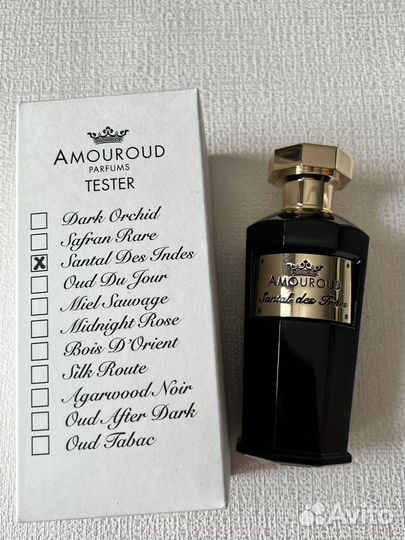 AMOUROUD
PARFUMS
TESTER
Dark Orchid
Safran Rare
X Santal Des Indes
Oud Du Jour
Miel Sauvage
Midnight Rose
Bois D'Orient
Silk Route
Agarwood Noir
Oud After Dark
Oud Tabac
AMOUROUD
Santal des Indes
Avito